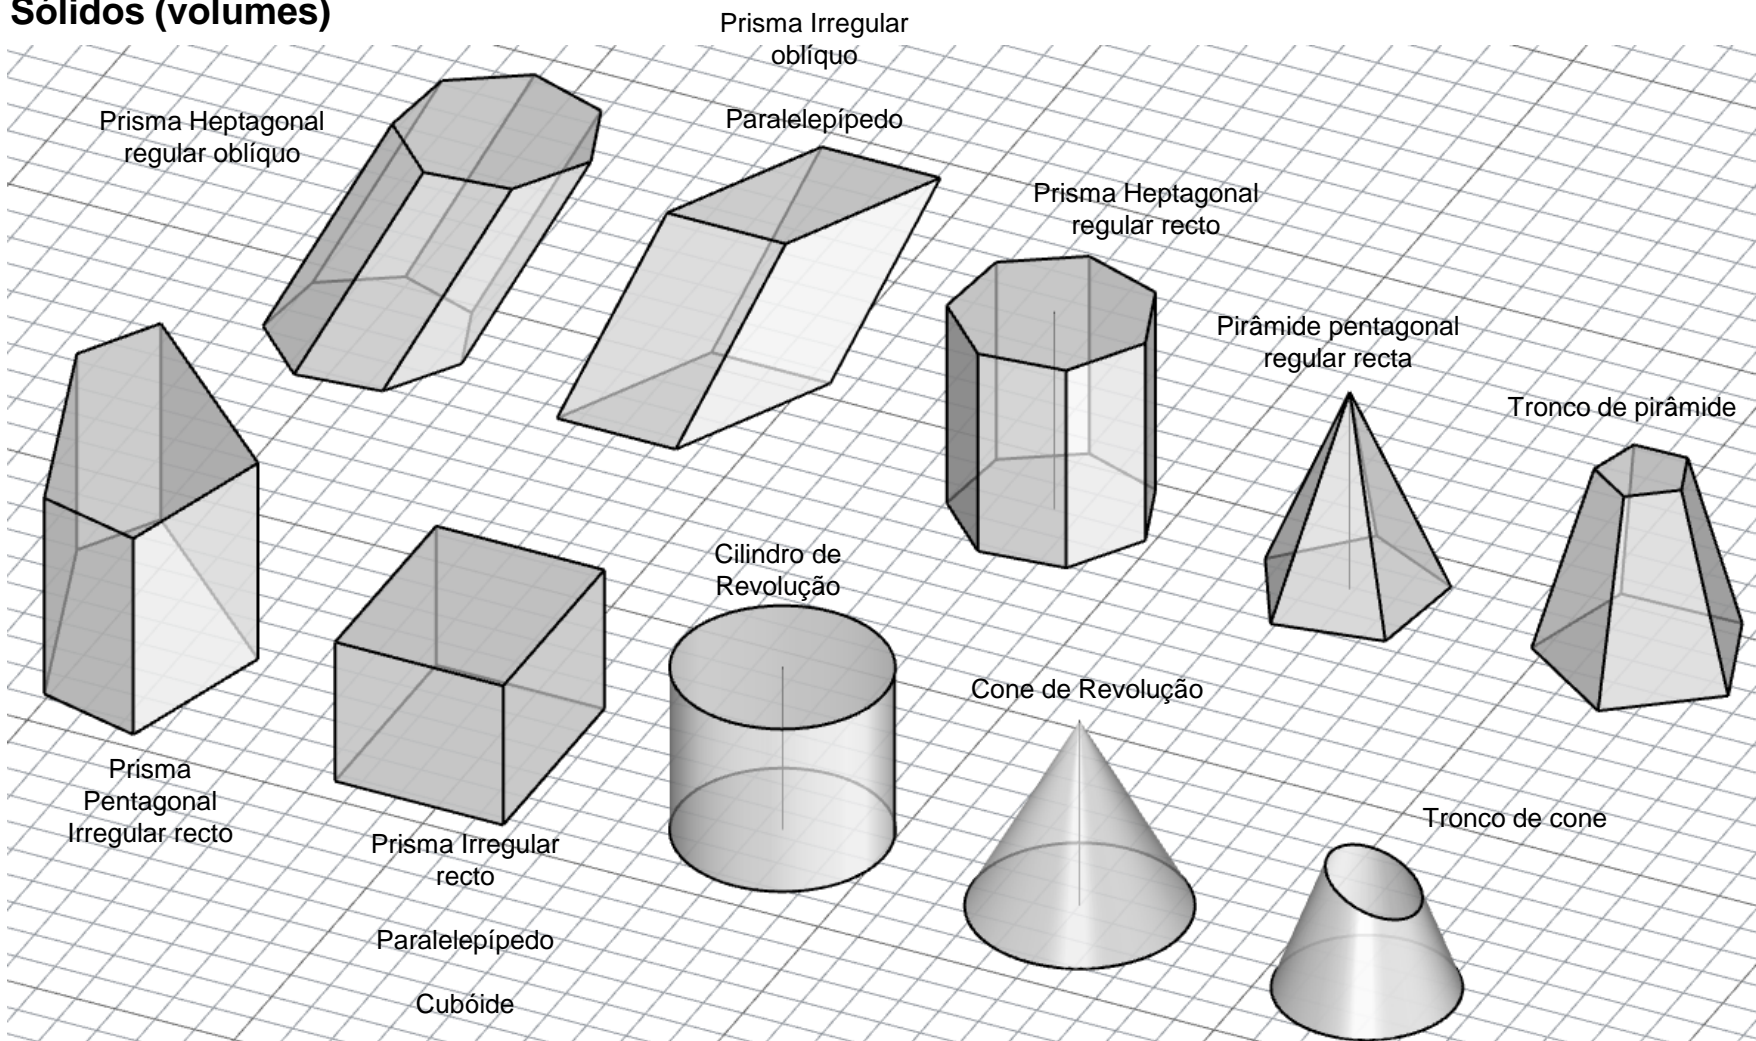 Sólidos (volumes)
Prisma Irregular
oblíquo
Paralelepípedo
Prisma Heptagonal
regular oblíquo
Prisma Heptagonal
regular recto
Pirâmide pentagonal
regular recta
Tronco de pirâmide
Cilindro de
Revolução
Cone de Revolução
Prisma
Pentagonal
Irregular recto
Prisma Irregular
recto
Paralelepípedo
Cubóide
Tronco de cone